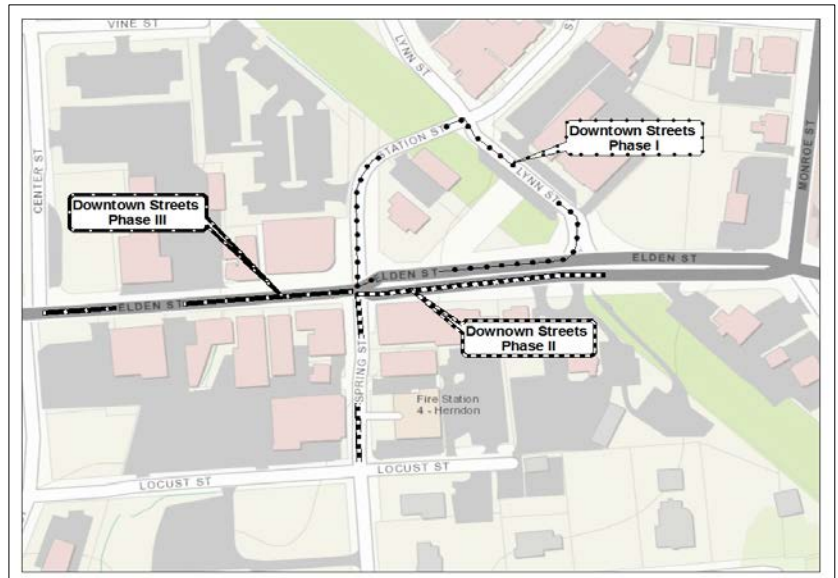 VINE ST
LYNN ST
STATION ST
Downtown Streets
Phase I
CENTER ST
LYNN ST
MONROE ST
Downtown Streets
Phase III
ELDEN ST
ELDEN ST
ELDEN ST
Downown Streets
Phase II
SPRING ST
Fire Station
4 - Herndon
LOCUST ST
LOCUST ST